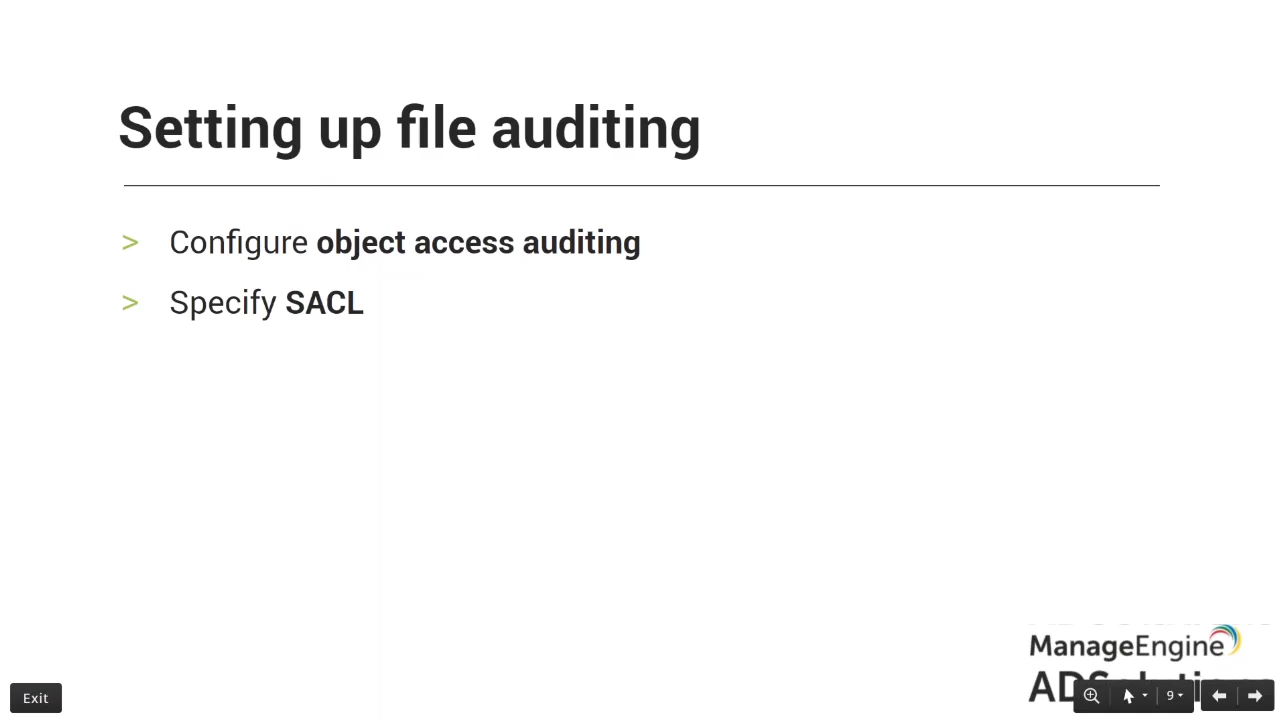 Setting up file auditing
> Configure object access auditing
> Specify SACL
ManageEngine
Exit
9